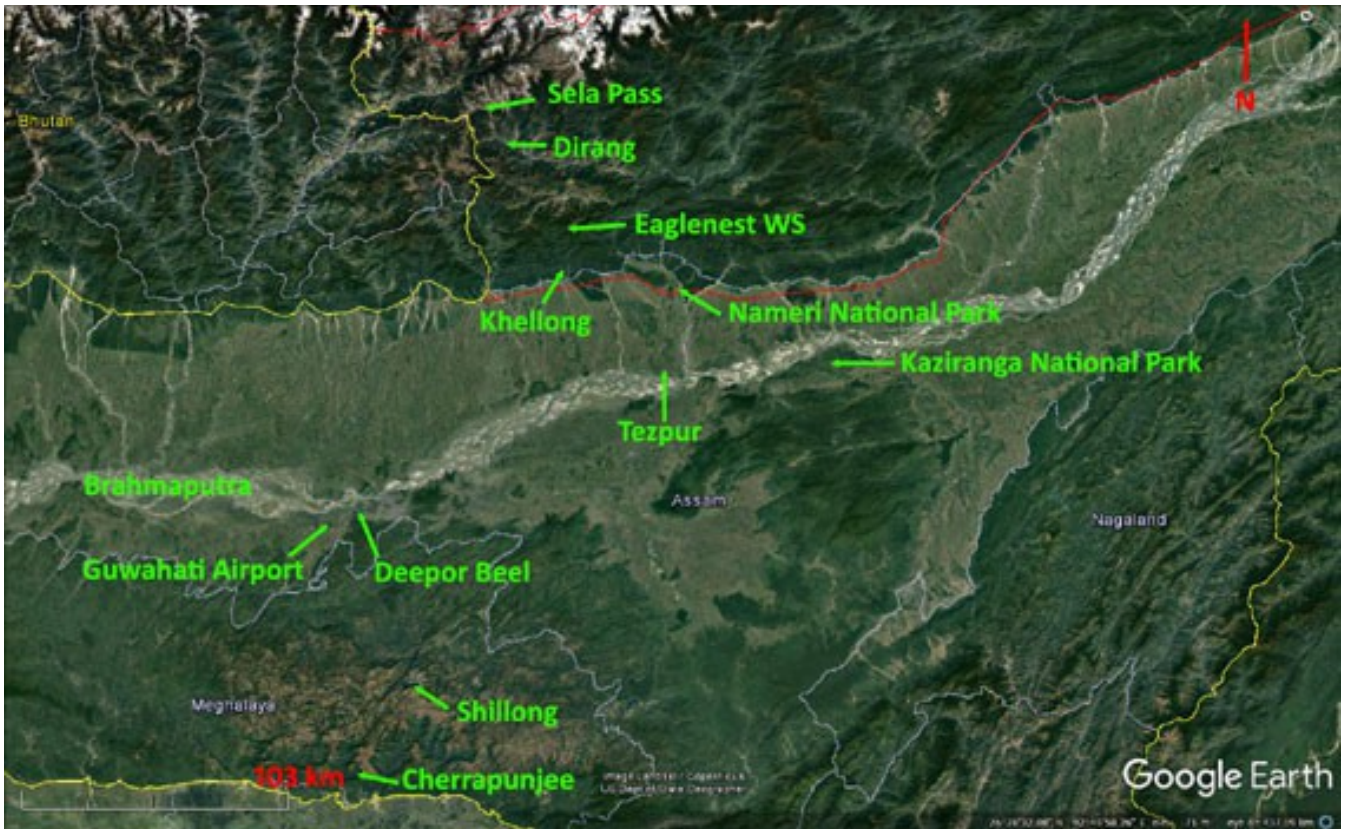 N
Sela Pass
Bhutan
Dirang
Eaglenest WS
Khellong
Nameri National Park
Kaziranga National Park
Tezpur
Brahmaputra
Assam
Nagaland
Guwahati Airport
Deepor Beel
Meghalaya
Shillong
103 km
Cherrapunjee
Google Earth